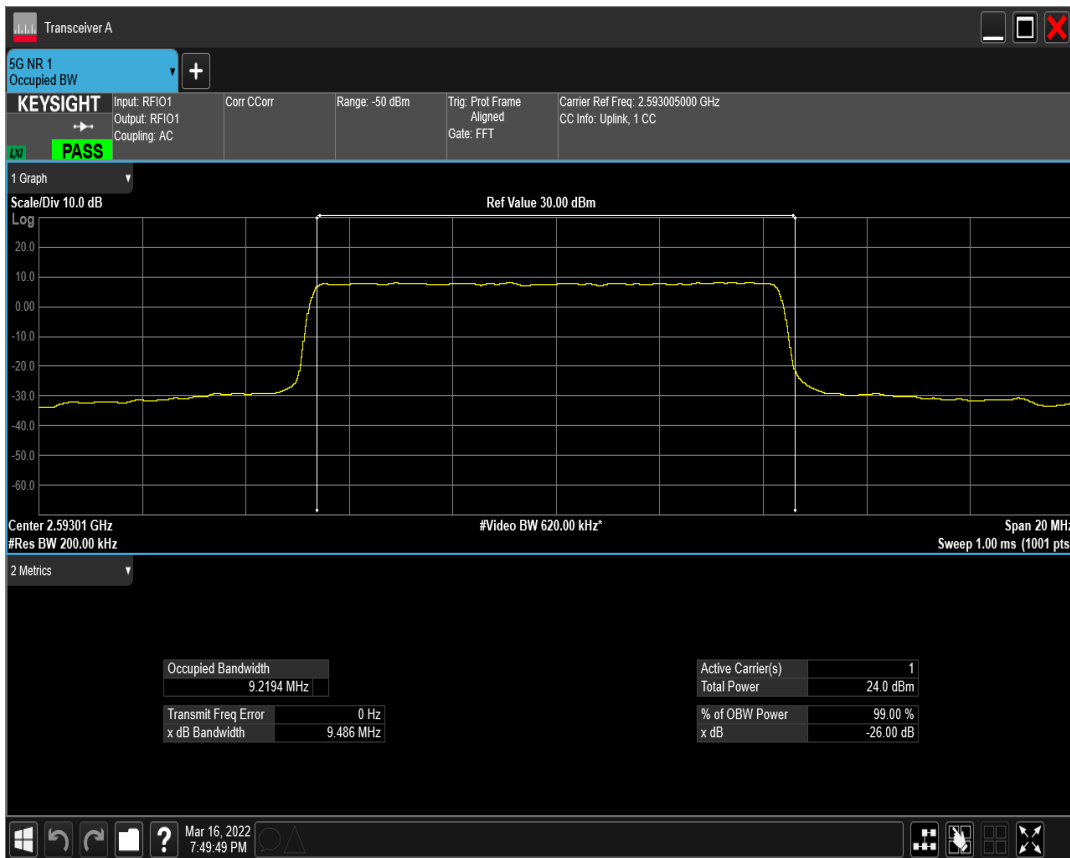 Transceiver A
5G NR 1
Occupied BW
+
KEYSIGHT
LXI
PASS
Input: RFIO1
Output: RFIO1
Coupling: AC
Corr CCorr
Range: -50 dBm
Trig: Prot Frame
Aligned
Gate: FFT
Carrier Ref Freq: 2.593005000 GHz
CC Info: Uplink, 1 CC
1 Graph
Scale/Div 10.0 dB
Ref Value 30.00 dBm
Log
20.0
10.0
0.00
-10.0
-20.0
-30.0
-40.0
-50.0
-60.0
Center 2.59301 GHz
#Video BW 620.00 kHz*
Span 20 MHz
#Res BW 200.00 kHz
Sweep 1.00 ms (1001 pts
2 Metrics
Occupied Bandwidth
9.2194 MHz
Active Carrier(s) 1
Total Power 24.0 dBm
Transmit Freq Error 0 Hz
x dB Bandwidth 9.486 MHz
% of OBW Power 99.00 %
x dB -26.00 dB
?
Mar 16, 2022
7:49:49 PM